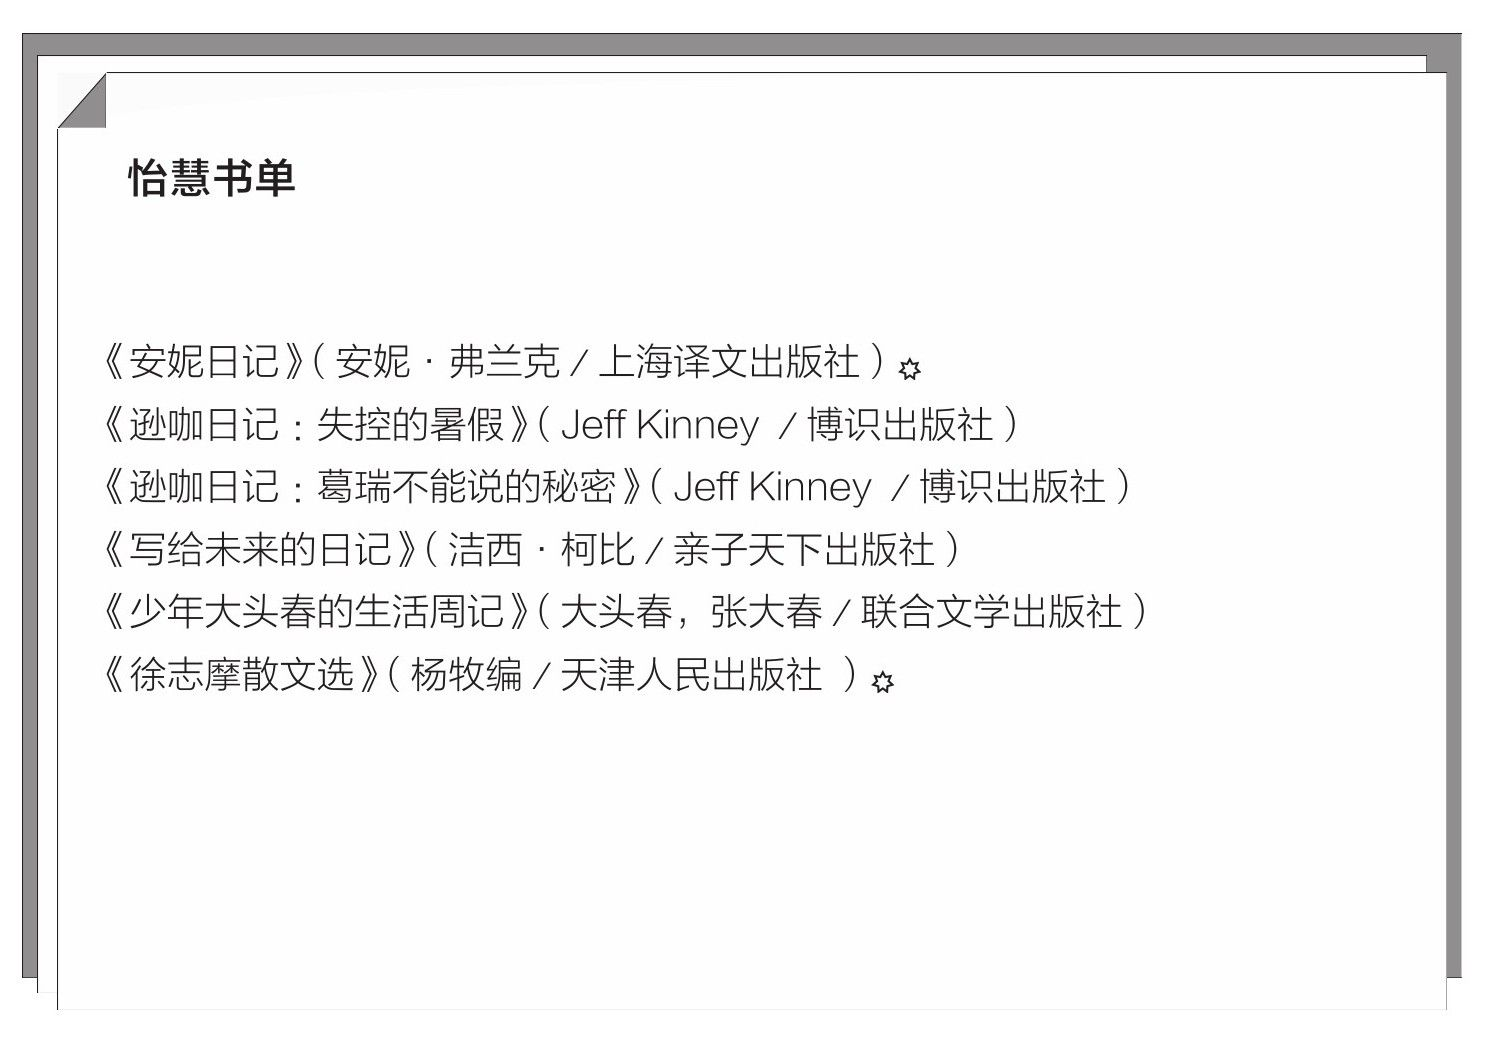 怡慧书单
《安妮日记》（安妮·弗兰克/上海译文出版社）✡
《逊咖日记：失控的暑假》（Jeff Kinney /博识出版社）
《逊咖日记：葛瑞不能说的秘密》（Jeff Kinney /博识出版社）
《写给未来的日记》（洁西·柯比/亲子天下出版社）
《少年大头春的生活周记》（大头春，张大春/联合文学出版社）
《徐志摩散文选》（杨牧编/天津人民出版社 ）✡